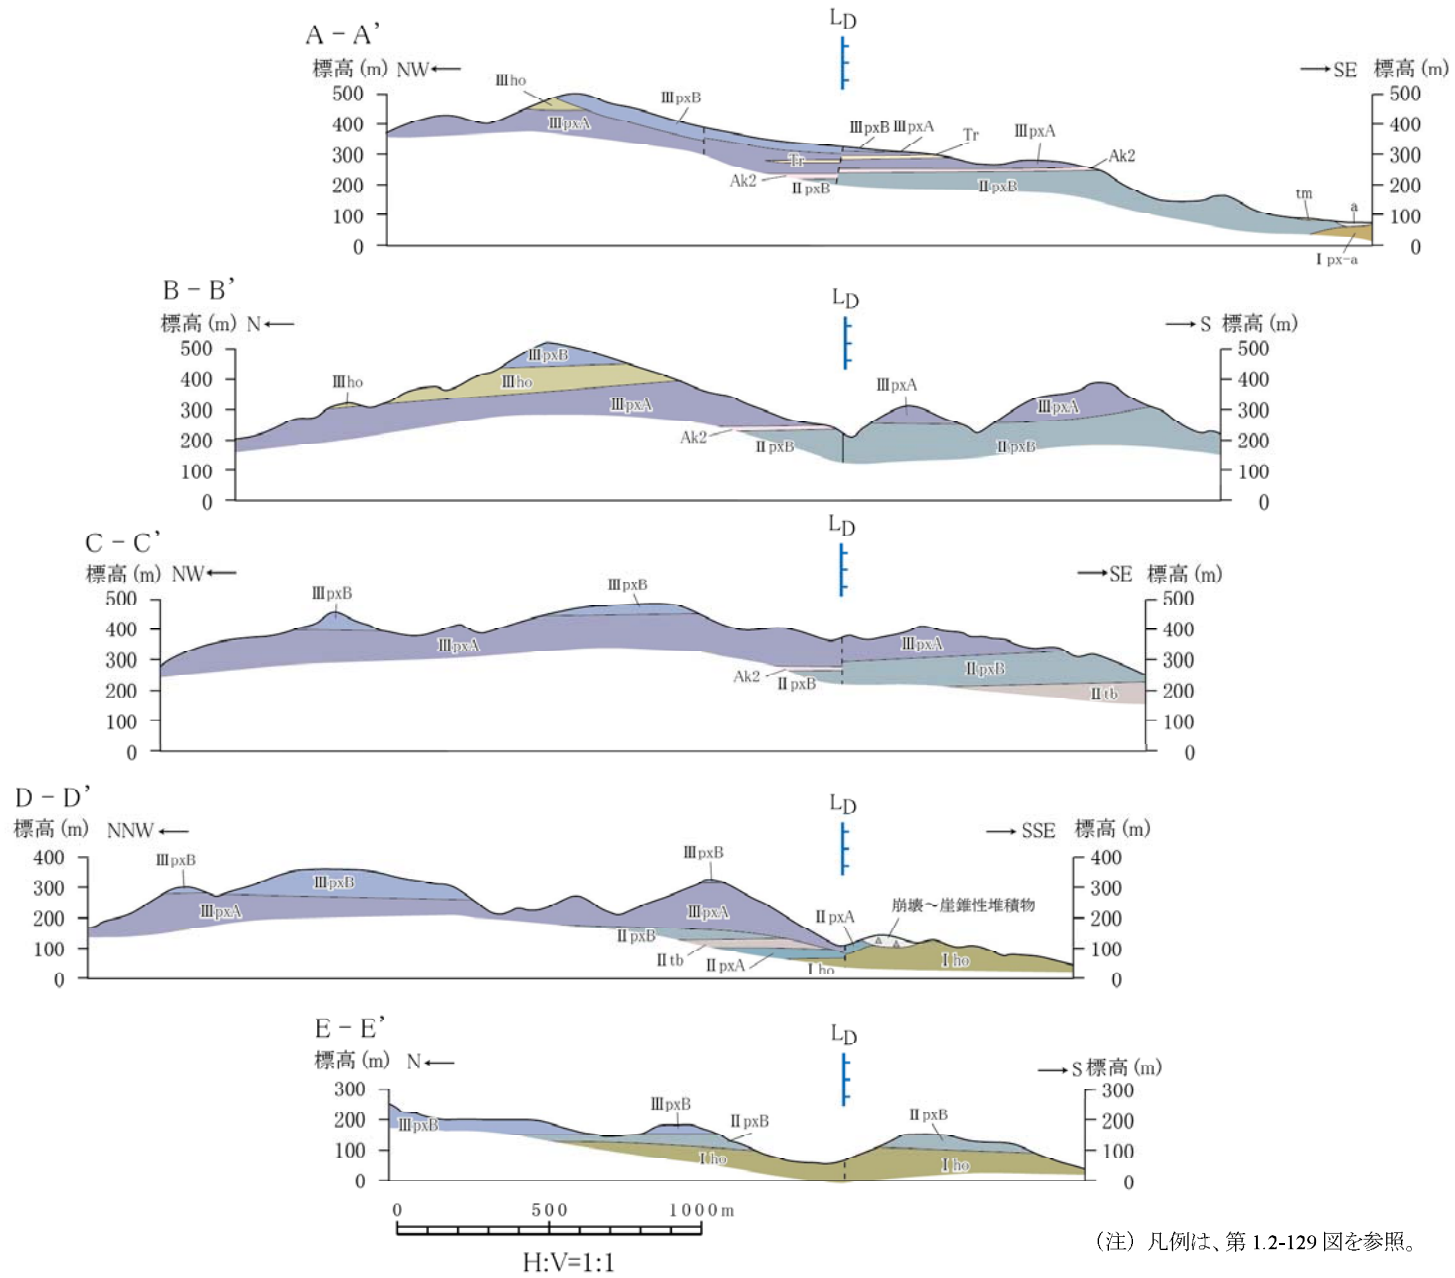 A－A’
L_D
標高(m) NW← →SE 標高(m)
Ⅲho
ⅢpxB
ⅢpxA
ⅢpxB ⅢpxA
Tr
ⅢpxA
Tr
Ak2
Ak2
ⅡpxB
ⅡpxB
tm
a
Ⅰpx-a
500 500
400 400
300 300
200 200
100 100
0 0
B－B’
L_D
標高(m) N← →S 標高(m)
ⅢpxB
Ⅲho
Ⅲho
ⅢpxA
ⅢpxA
ⅢpxA
Ak2
ⅡpxB
ⅡpxB
500 500
400 400
300 300
200 200
100 100
0 0
C－C’
L_D
標高(m) NW← →SE 標高(m)
ⅢpxB
ⅢpxB
ⅢpxA
ⅢpxA
Ak2
ⅡpxB
ⅡpxB
Ⅱtb
500 500
400 400
300 300
200 200
100 100
0 0
D－D’
L_D
標高(m) NNW← →SSE 標高(m)
ⅢpxB
ⅢpxB
ⅢpxB
ⅢpxA
ⅢpxA
ⅡpxA
崩壊～崖錐性堆積物
ⅡpxB
Ⅱtb
ⅡpxA
Ⅰho
Ⅰho
400 400
300 300
200 200
100 100
0 0
E－E’
L_D
標高(m) N← →S 標高(m)
ⅢpxB
ⅢpxB
ⅡpxB
ⅡpxB
Ⅰho
Ⅰho
300 300
200 200
100 100
0 0
0 500 1000m
H:V=1:1
（注）凡例は、第 1.2-129 図を参照。